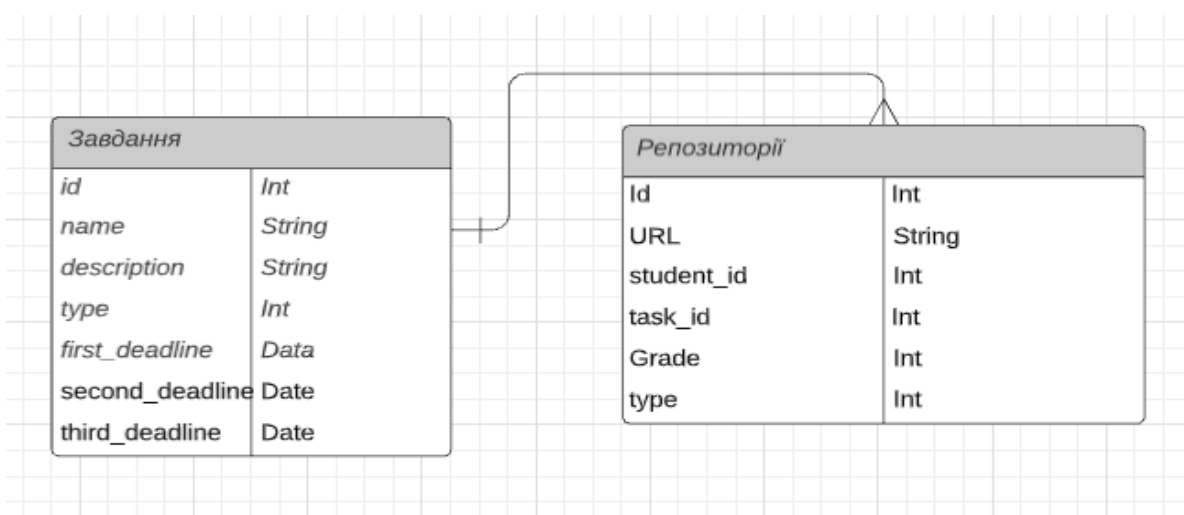 Завдання
id Int
name String
description String
type Int
first_deadline Data
second_deadline Date
third_deadline Date
Репозиторії
Id Int
URL String
student_id Int
task_id Int
Grade Int
type Int